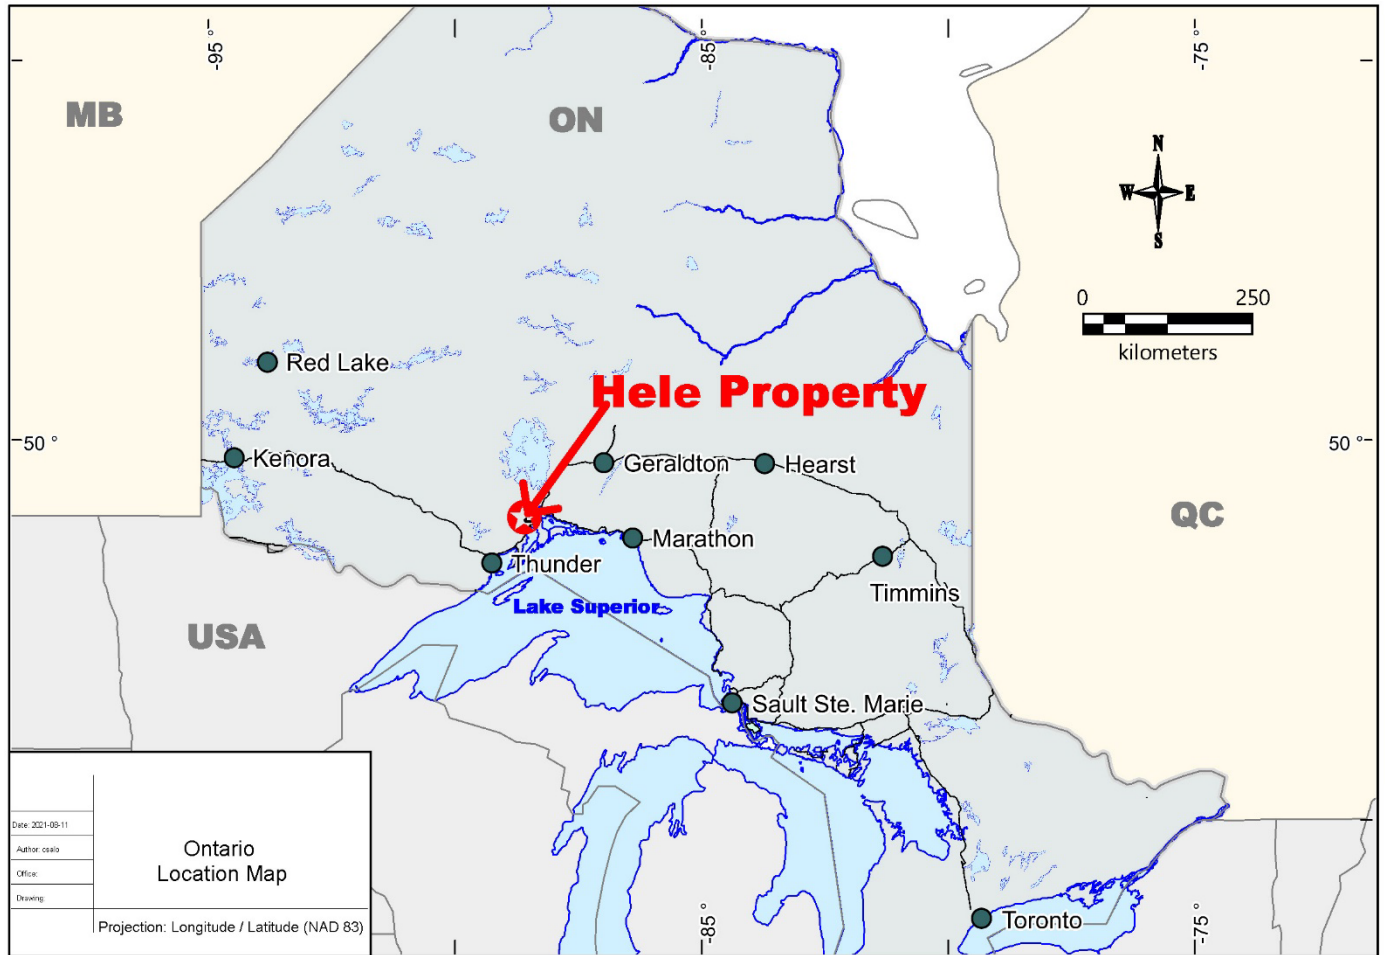 -95°
-85°
-75°
MB
ON
N
W E
S
0 250
kilometers
Red Lake
Hele Property
50 °
50 °
Kenora
Geraldton
Hearst
QC
Marathon
Thunder
Timmins
Lake Superior
USA
Sault Ste. Marie
Date: 2021-08-11
Author: csalo
Office:
Drawing:
Ontario
Location Map
Projection: Longitude / Latitude (NAD 83)
-85°
-75°
Toronto